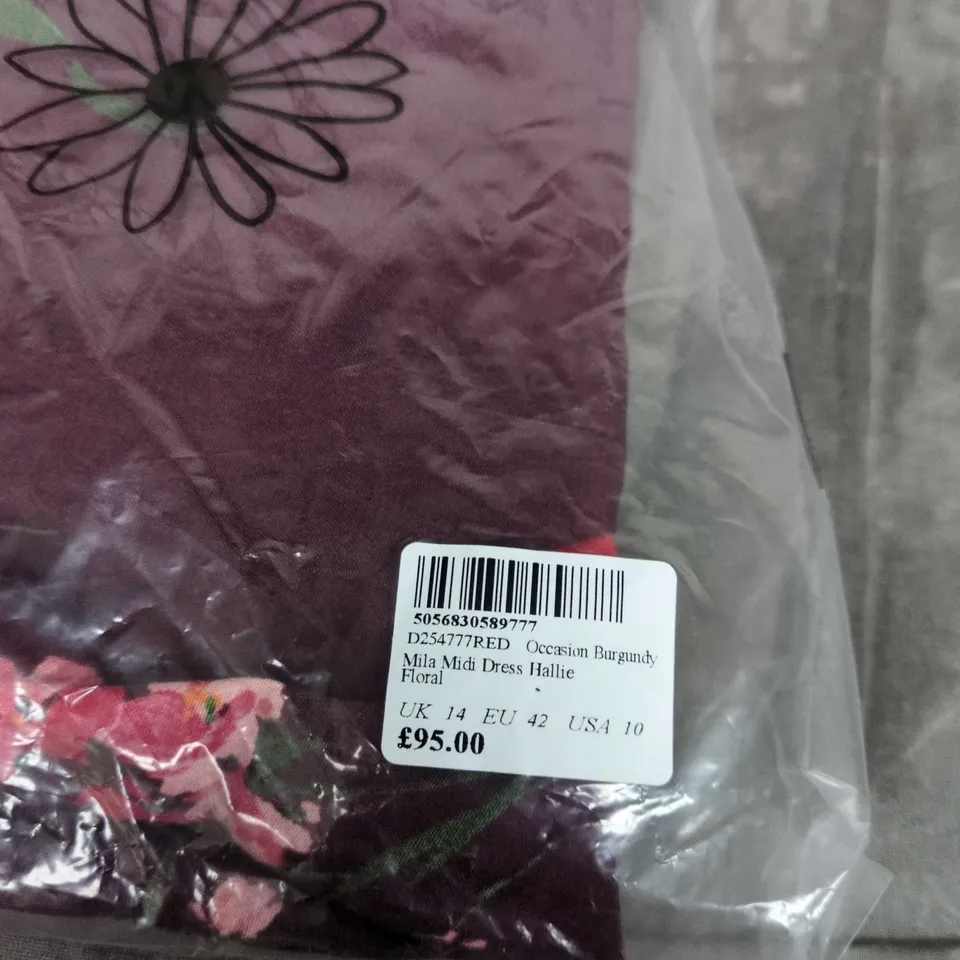 5056830589777
D254777RED Occasion Burgundy
Mila Midi Dress Hallie
Floral
UK 14 EU 42 USA 10
£95.00